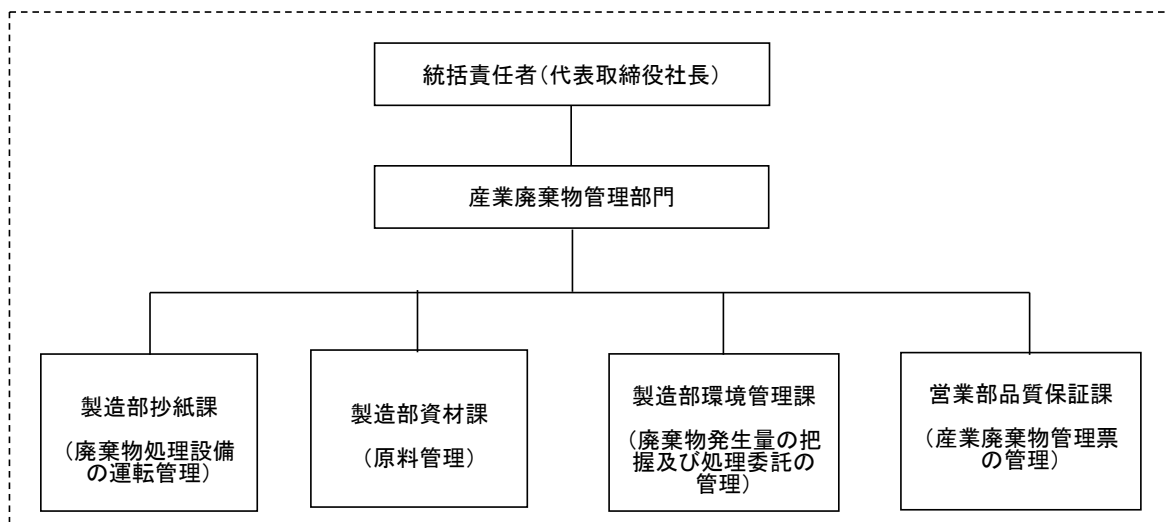 統括責任者（代表取締役社長）
産業廃棄物管理部門
製造部抄紙課
（廃棄物処理設備
の運転管理）
製造部資材課
（原料管理）
製造部環境管理課
（廃棄物発生量の把
握及び処理委託の
管理）
営業部品質保証課
（産業廃棄物管理票
の管理）